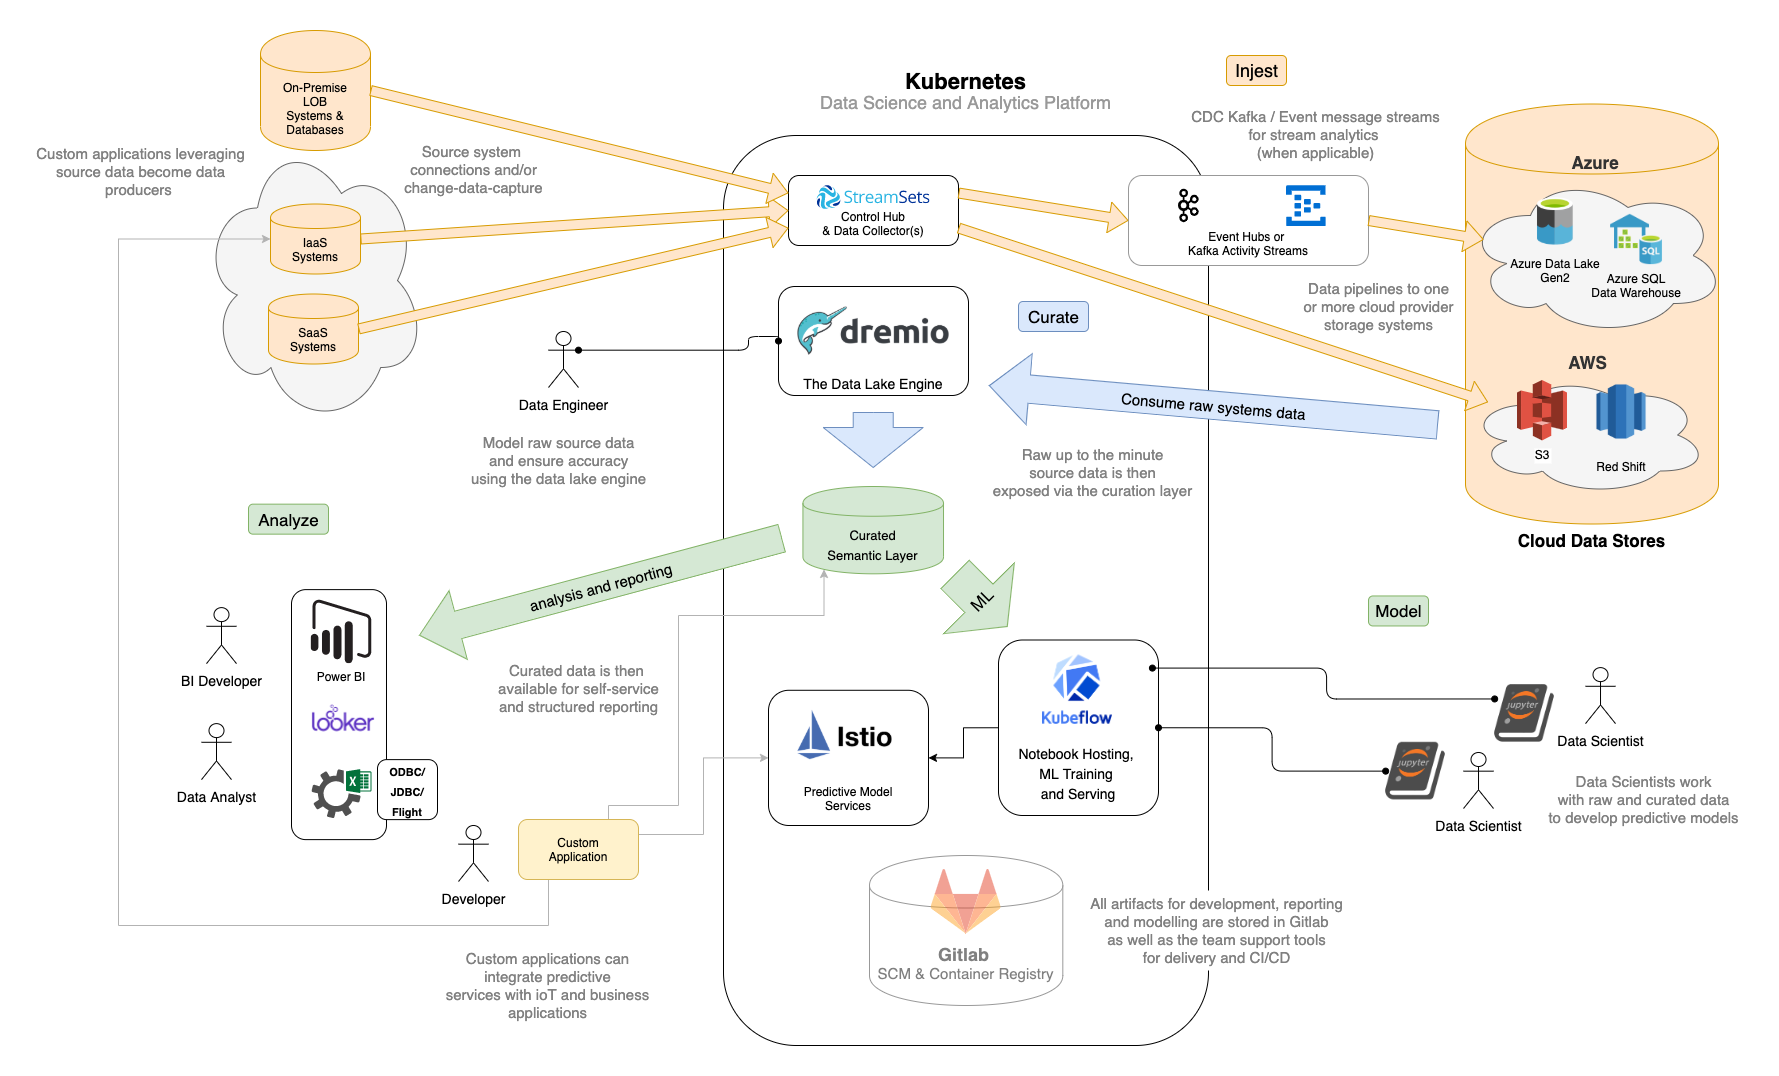 Kubernetes
Data Science and Analytics Platform
Injest
On-Premise
LOB
Systems &
Databases
Custom applications leveraging
source data become data
producers
Source system
connections and/or
change-data-capture
IaaS
Systems
SaaS
Systems
StreamSets
Control Hub
& Data Collector(s)
CDC Kafka / Event message streams
for stream analytics
(when applicable)
Event Hubs or
Kafka Activity Streams
Azure
Azure Data Lake
Gen2
SQL
Azure SQL
Data Warehouse
Data pipelines to one
or more cloud provider
storage systems
AWS
S3
Red Shift
Cloud Data Stores
Curate
dremio
The Data Lake Engine
Data Engineer
Model raw source data
and ensure accuracy
using the data lake engine
Consume raw systems data
Raw up to the minute
source data is then
exposed via the curation layer
Curated
Semantic Layer
Analyze
analysis and reporting
ML
Model
BI Developer
Data Analyst
Power BI
looker
X
ODBC/
JDBC/
Flight
Curated data is then
available for self-service
and structured reporting
Istio
Predictive Model
Services
Kubeflow
Notebook Hosting,
ML Training
and Serving
jupyter
Data Scientist
jupyter
Data Scientist
Data Scientists work
with raw and curated data
to develop predictive models
Developer
Custom
Application
Custom applications can
integrate predictive
services with ioT and business
applications
Gitlab
SCM & Container Registry
All artifacts for development, reporting
and modelling are stored in Gitlab
as well as the team support tools
for delivery and CI/CD